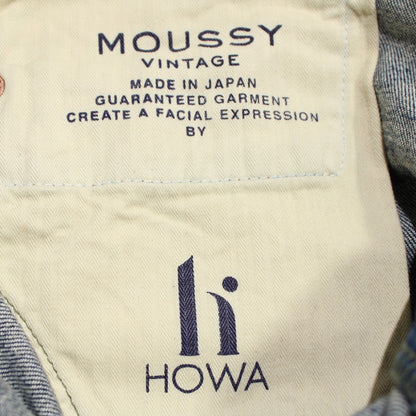 MOUSSY
VINTAGE
MADE IN JAPAN
GUARANTEED GARMENT
CREATE A FACIAL EXPRESSION
BY
h
HOWA